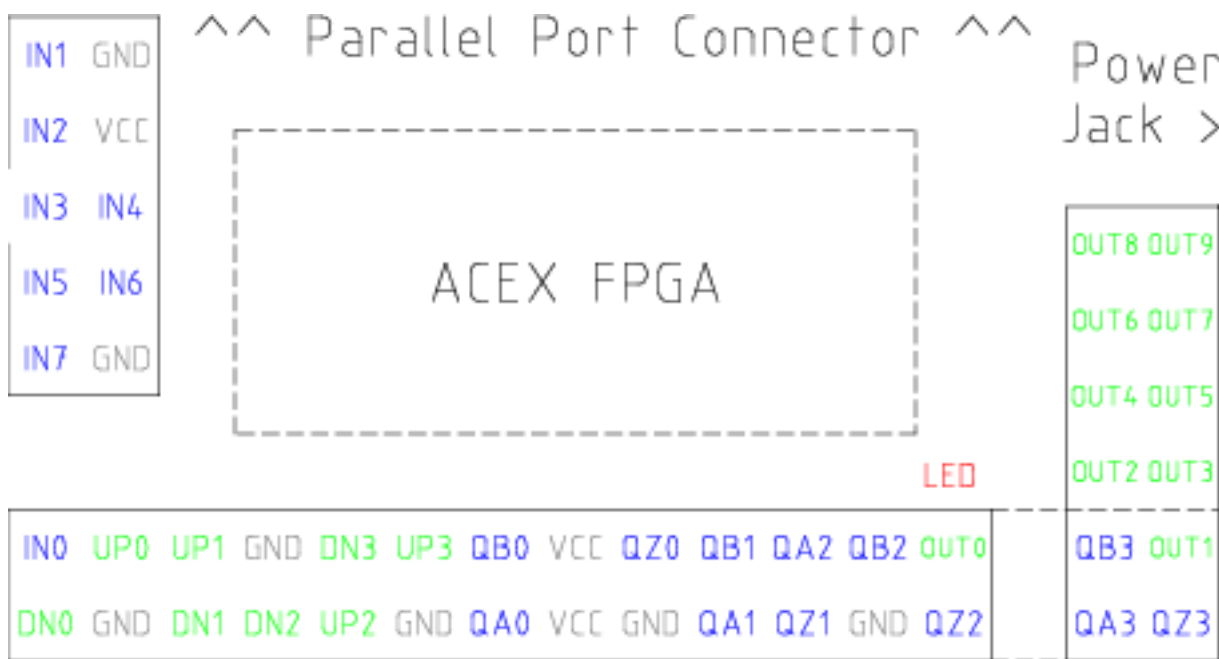 ^^ Parallel Port Connector ^^
Power
Jack >
IN1 GND
IN2 VCC
IN3 IN4
IN5 IN6
IN7 GND
ACEX FPGA
OUT8 OUT9
OUT6 OUT7
OUT4 OUT5
OUT2 OUT3
LED
IN0 UP0 UP1 GND DN3 UP3 QB0 VCC QZ0 QB1 QA2 QB2 OUT0
DN0 GND DN1 DN2 UP2 GND QA0 VCC GND QA1 QZ1 GND QZ2
QB3 OUT1
QA3 QZ3